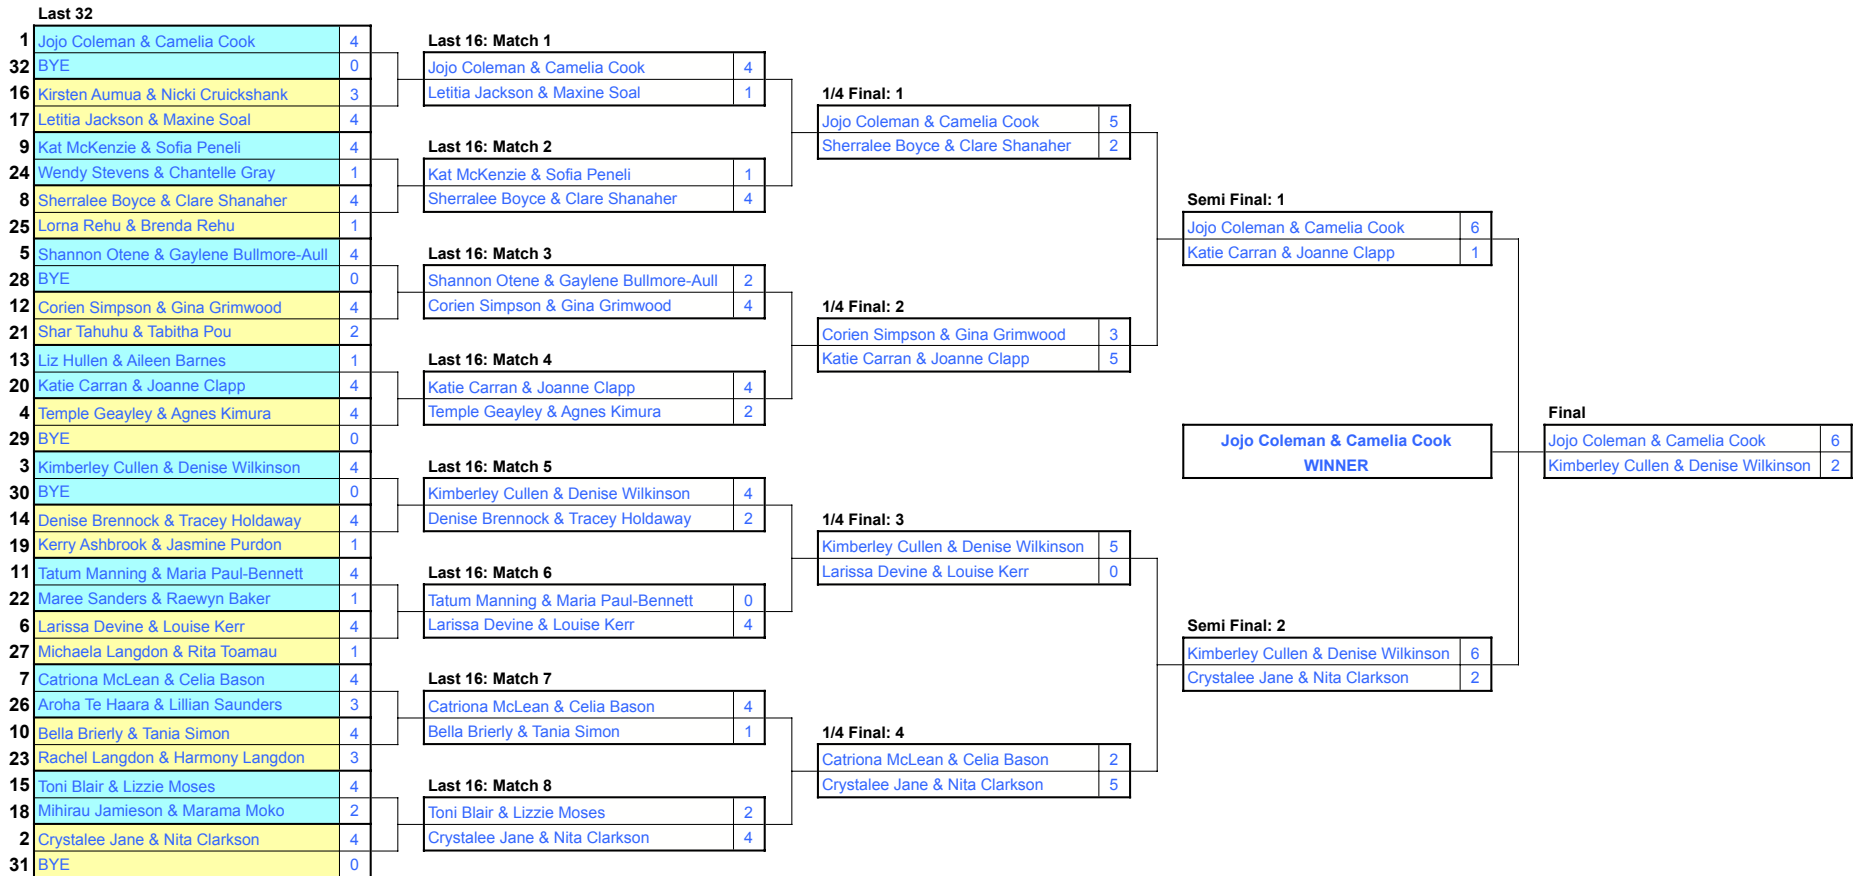 Last 32
1 Jojo Coleman & Camelia Cook 4
32 BYE 0
16 Kirsten Aumua & Nicki Cruickshank 3
17 Letitia Jackson & Maxine Soal 4
9 Kat McKenzie & Sofia Peneli 4
24 Wendy Stevens & Chantelle Gray 1
8 Sherralee Boyce & Clare Shanaher 4
25 Lorna Rehu & Brenda Rehu 1
5 Shannon Otene & Gaylene Bullmore-Aull 4
28 BYE 0
12 Corien Simpson & Gina Grimwood 4
21 Shar Tahuhu & Tabitha Pou 2
13 Liz Hullen & Aileen Barnes 1
20 Katie Carran & Joanne Clapp 4
4 Temple Geayley & Agnes Kimura 4
29 BYE 0
3 Kimberley Cullen & Denise Wilkinson 4
30 BYE 0
14 Denise Brennock & Tracey Holdaway 4
19 Kerry Ashbrook & Jasmine Purdon 1
11 Tatum Manning & Maria Paul-Bennett 4
22 Maree Sanders & Raewyn Baker 1
6 Larissa Devine & Louise Kerr 4
27 Michaela Langdon & Rita Toamau 1
7 Catriona McLean & Celia Bason 4
26 Aroha Te Haara & Lillian Saunders 3
10 Bella Brierly & Tania Simon 4
23 Rachel Langdon & Harmony Langdon 3
15 Toni Blair & Lizzie Moses 4
18 Mihirau Jamieson & Marama Moko 2
2 Crystalee Jane & Nita Clarkson 4
31 BYE 0
Last 16: Match 1
Jojo Coleman & Camelia Cook 4
Letitia Jackson & Maxine Soal 1
Last 16: Match 2
Kat McKenzie & Sofia Peneli 1
Sherralee Boyce & Clare Shanaher 4
Last 16: Match 3
Shannon Otene & Gaylene Bullmore-Aull 2
Corien Simpson & Gina Grimwood 4
Last 16: Match 4
Katie Carran & Joanne Clapp 4
Temple Geayley & Agnes Kimura 2
Last 16: Match 5
Kimberley Cullen & Denise Wilkinson 4
Denise Brennock & Tracey Holdaway 2
Last 16: Match 6
Tatum Manning & Maria Paul-Bennett 0
Larissa Devine & Louise Kerr 4
Last 16: Match 7
Catriona McLean & Celia Bason 4
Bella Brierly & Tania Simon 1
Last 16: Match 8
Toni Blair & Lizzie Moses 2
Crystalee Jane & Nita Clarkson 4
1/4 Final: 1
Jojo Coleman & Camelia Cook 5
Sherralee Boyce & Clare Shanaher 2
1/4 Final: 2
Corien Simpson & Gina Grimwood 3
Katie Carran & Joanne Clapp 5
1/4 Final: 3
Kimberley Cullen & Denise Wilkinson 5
Larissa Devine & Louise Kerr 0
1/4 Final: 4
Catriona McLean & Celia Bason 2
Crystalee Jane & Nita Clarkson 5
Semi Final: 1
Jojo Coleman & Camelia Cook 6
Katie Carran & Joanne Clapp 1
Jojo Coleman & Camelia Cook
WINNER
Semi Final: 2
Kimberley Cullen & Denise Wilkinson 6
Crystalee Jane & Nita Clarkson 2
Final
Jojo Coleman & Camelia Cook 6
Kimberley Cullen & Denise Wilkinson 2